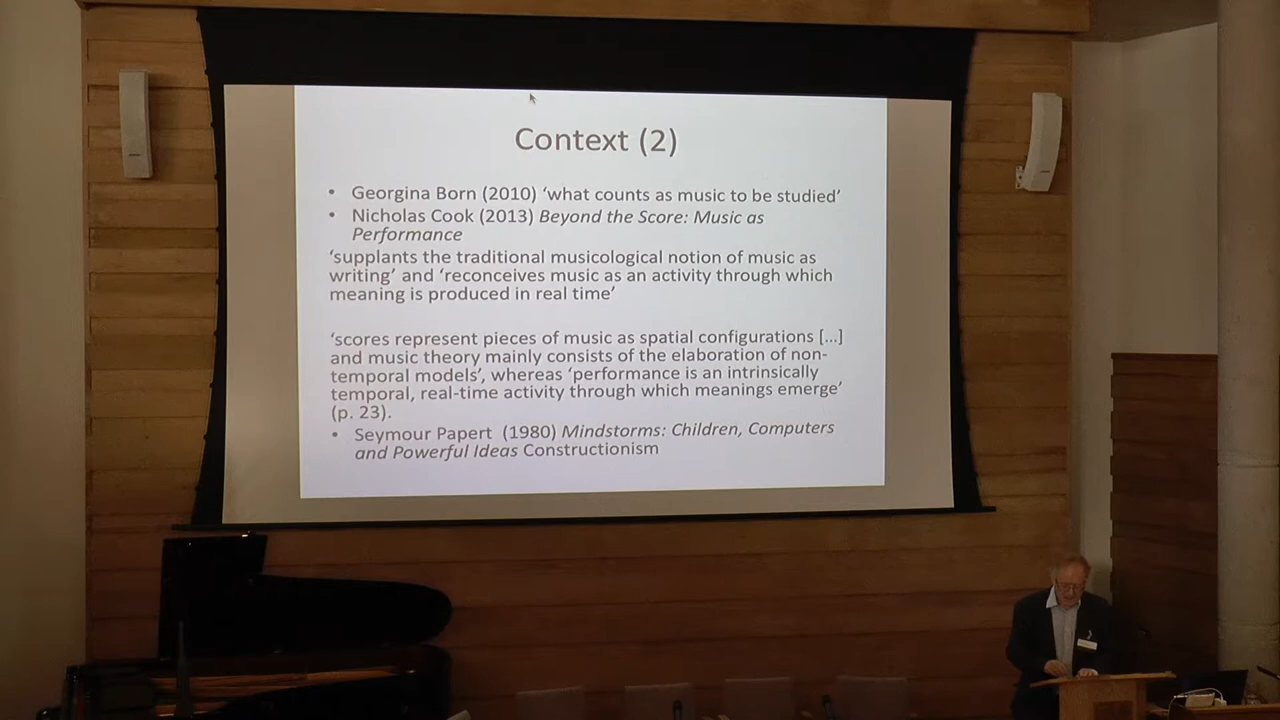 Context (2)
• Georgina Born (2010) ‘what counts as music to be studied’
• Nicholas Cook (2013) Beyond the Score: Music as
Performance
‘supplants the traditional musicological notion of music as
writing’ and ‘reconceives music as an activity through which
meaning is produced in real time’
‘scores represent pieces of music as spatial configurations [...]
and music theory mainly consists of the elaboration of non-
temporal models’, whereas ‘performance is an intrinsically
temporal, real-time activity through which meanings emerge’
(p. 23).
• Seymour Papert (1980) Mindstorms: Children, Computers
and Powerful Ideas Constructionism